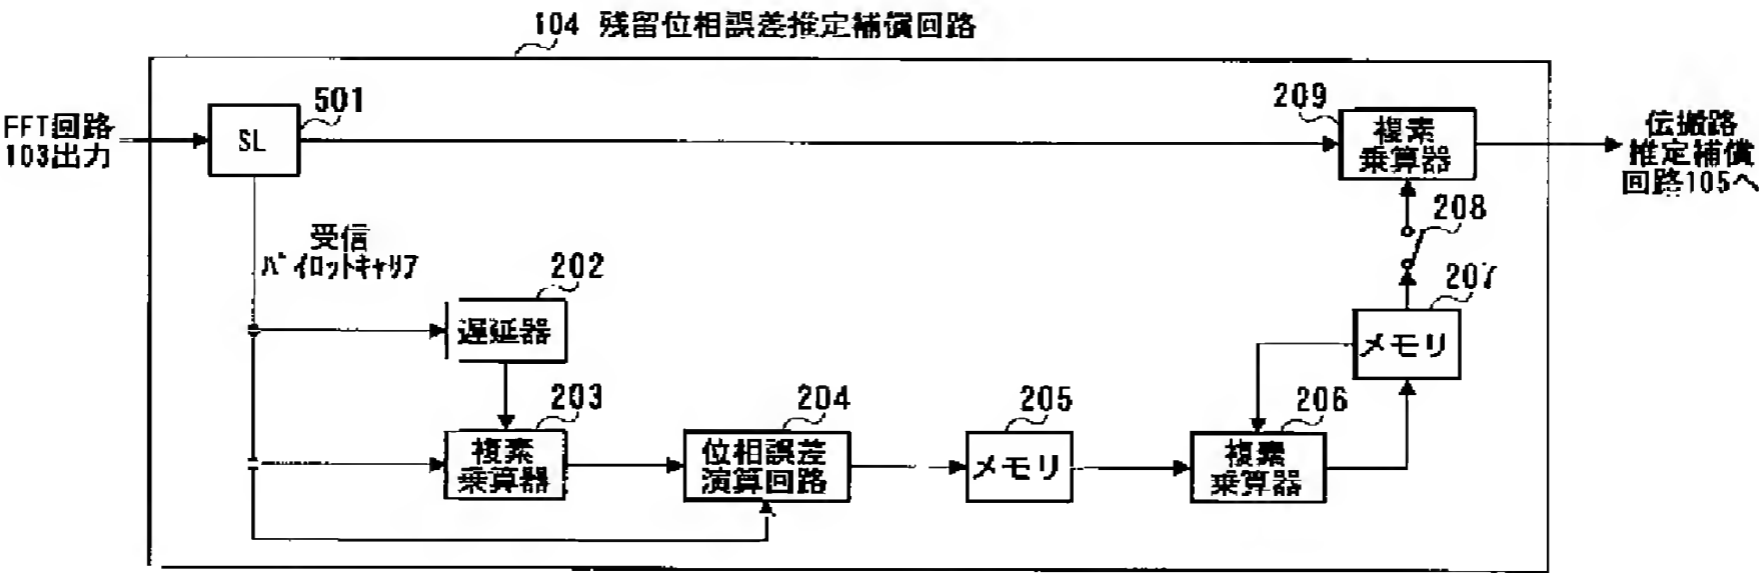 104 残留位相誤差推定補償回路
FFT回路
103出力
SL
501
209
複素
乗算器
伝搬路
推定補償
回路105へ
208
受信
パイロットキャリア
202
遅延器
207
メモリ
203
複素
乗算器
204
位相誤差
演算回路
205
メモリ
206
複素
乗算器